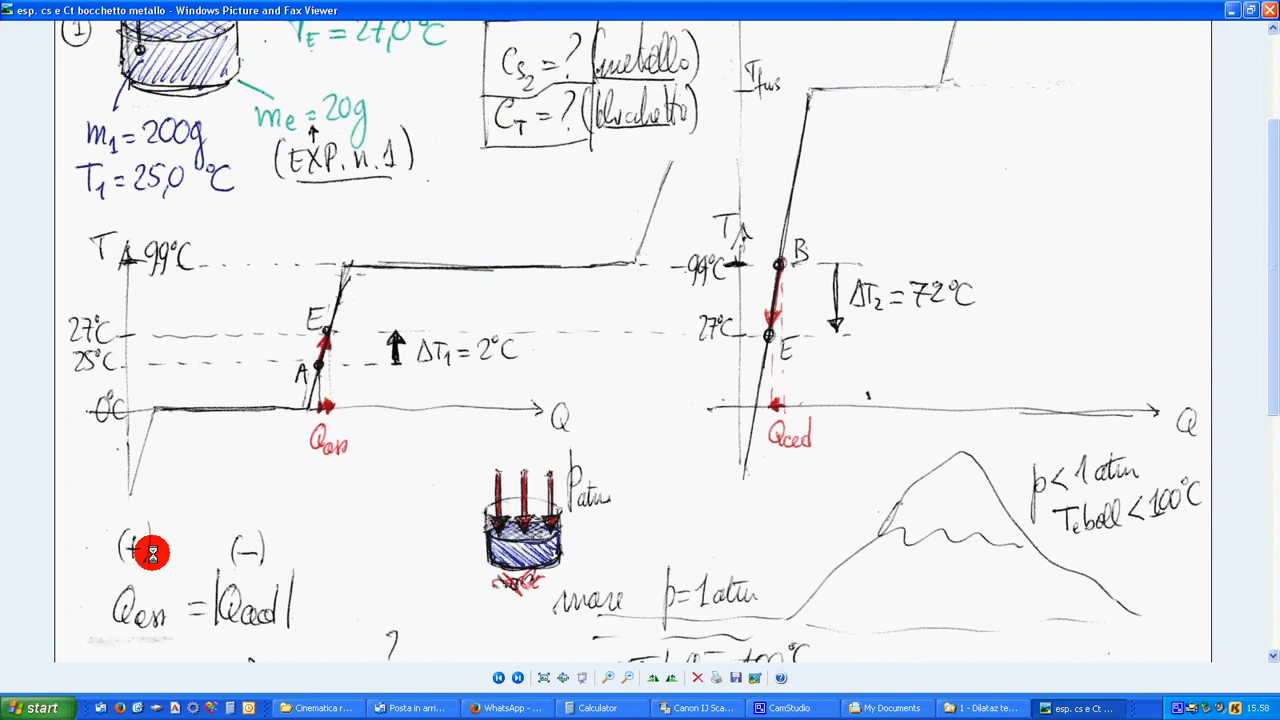 esp. cs e Ct bocchetto metallo - Windows Picture and Fax Viewer
1
T_E = 27,0°C
m_1 = 200g
T_1 = 25,0 °C
m_e = 20g
(EXP. n. 1)
C_S2 = ? (metallo)
C_T = ? (blocchetto)
T_fus
T
99°C
27°C
25°C
0°C
E
A
ΔT_1 = 2°C
Q
Q_ass
T
99°C
27°C
B
E
ΔT_2 = 72°C
Q
Q_ced
P_atm
p < 1 atm
T_eboll < 100°C
mare p = 1 atm
(+) (−)
Q_ass = |Q_ced|
?
100°C
start
Cinematica r...
Posta in arri...
WhatsApp - ...
Calculator
Canon IJ Sca...
CamStudio
My Documents
1 - Dilataz te...
esp. cs e Ct ...
15.58